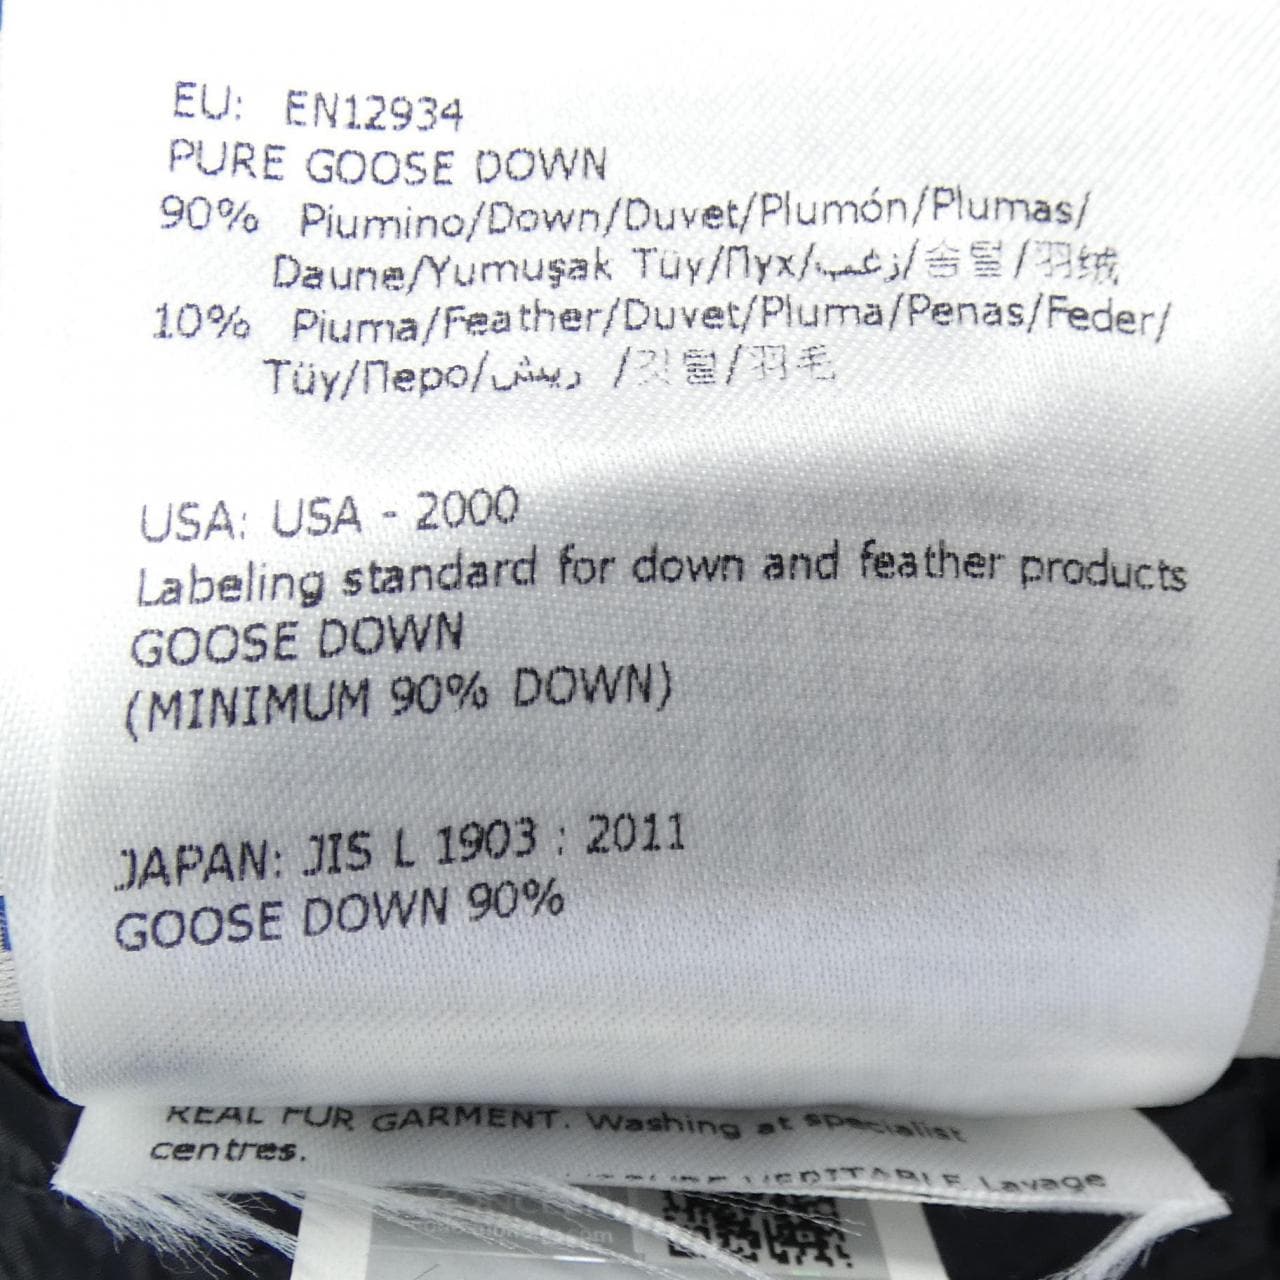 EU: EN12934
PURE GOOSE DOWN
90% Piumino/Down/Duvet/Plumón/Plumas/
Daune/Yumuşak Tüy/Пух/زغب/솜털/羽绒
10% Piuma/Feather/Duvet/Pluma/Penas/Feder/
Tüy/Перо/ريش /깃털/羽毛
USA: USA - 2000
Labeling standard for down and feather products
GOOSE DOWN
(MINIMUM 90% DOWN)
JAPAN: JIS L 1903 : 2011
GOOSE DOWN 90%
REAL FUR GARMENT. Washing at specialist
centres.
VERITABLE Lavage